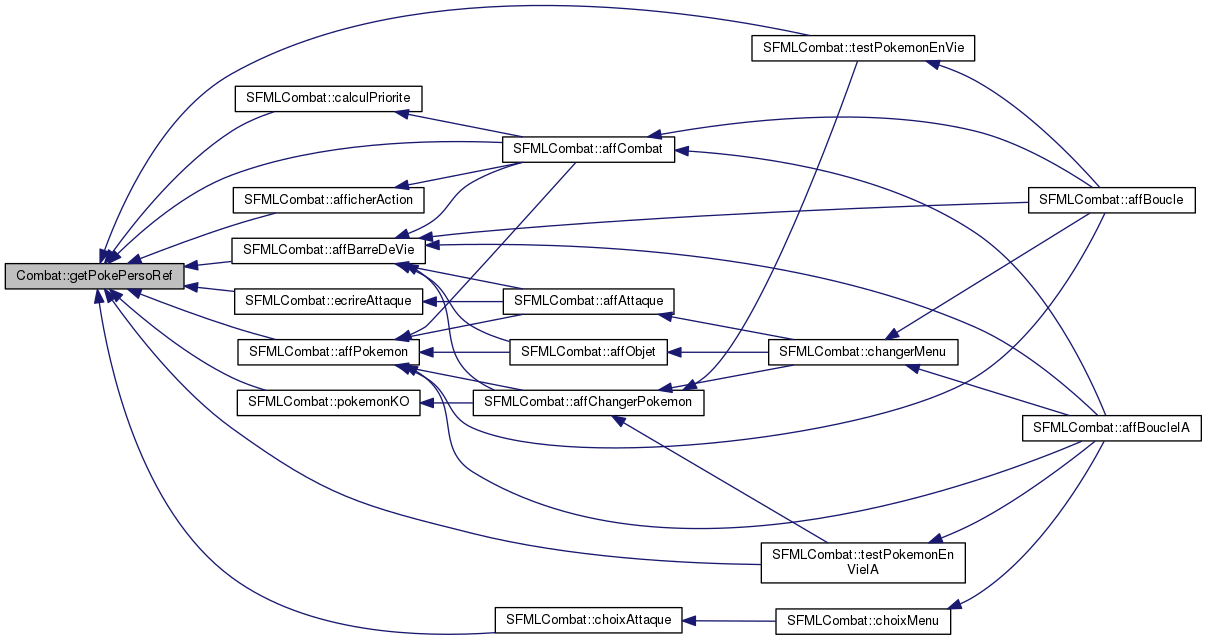 SFMLCombat::testPokemonEnVie
SFMLCombat::calculPriorite
SFMLCombat::affCombat
SFMLCombat::afficherAction
SFMLCombat::affBoucle
SFMLCombat::affBarreDeVie
Combat::getPokePersoRef
SFMLCombat::ecrireAttaque
SFMLCombat::affAttaque
SFMLCombat::affPokemon
SFMLCombat::affObjet
SFMLCombat::changerMenu
SFMLCombat::pokemonKO
SFMLCombat::affChangerPokemon
SFMLCombat::affBoucleIA
SFMLCombat::testPokemonEn
VieIA
SFMLCombat::choixAttaque
SFMLCombat::choixMenu